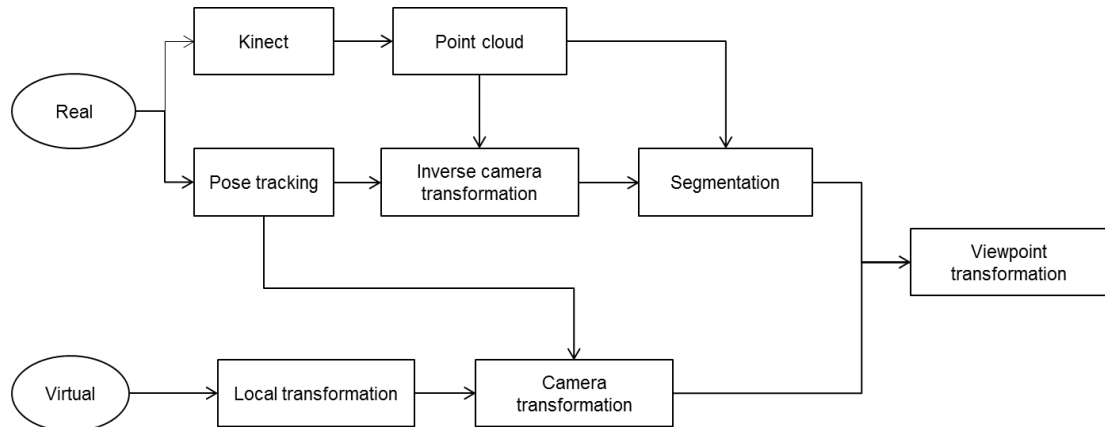 Kinect
Point cloud
Real
Pose tracking
Inverse camera
transformation
Segmentation
Viewpoint
transformation
Virtual
Local transformation
Camera
transformation